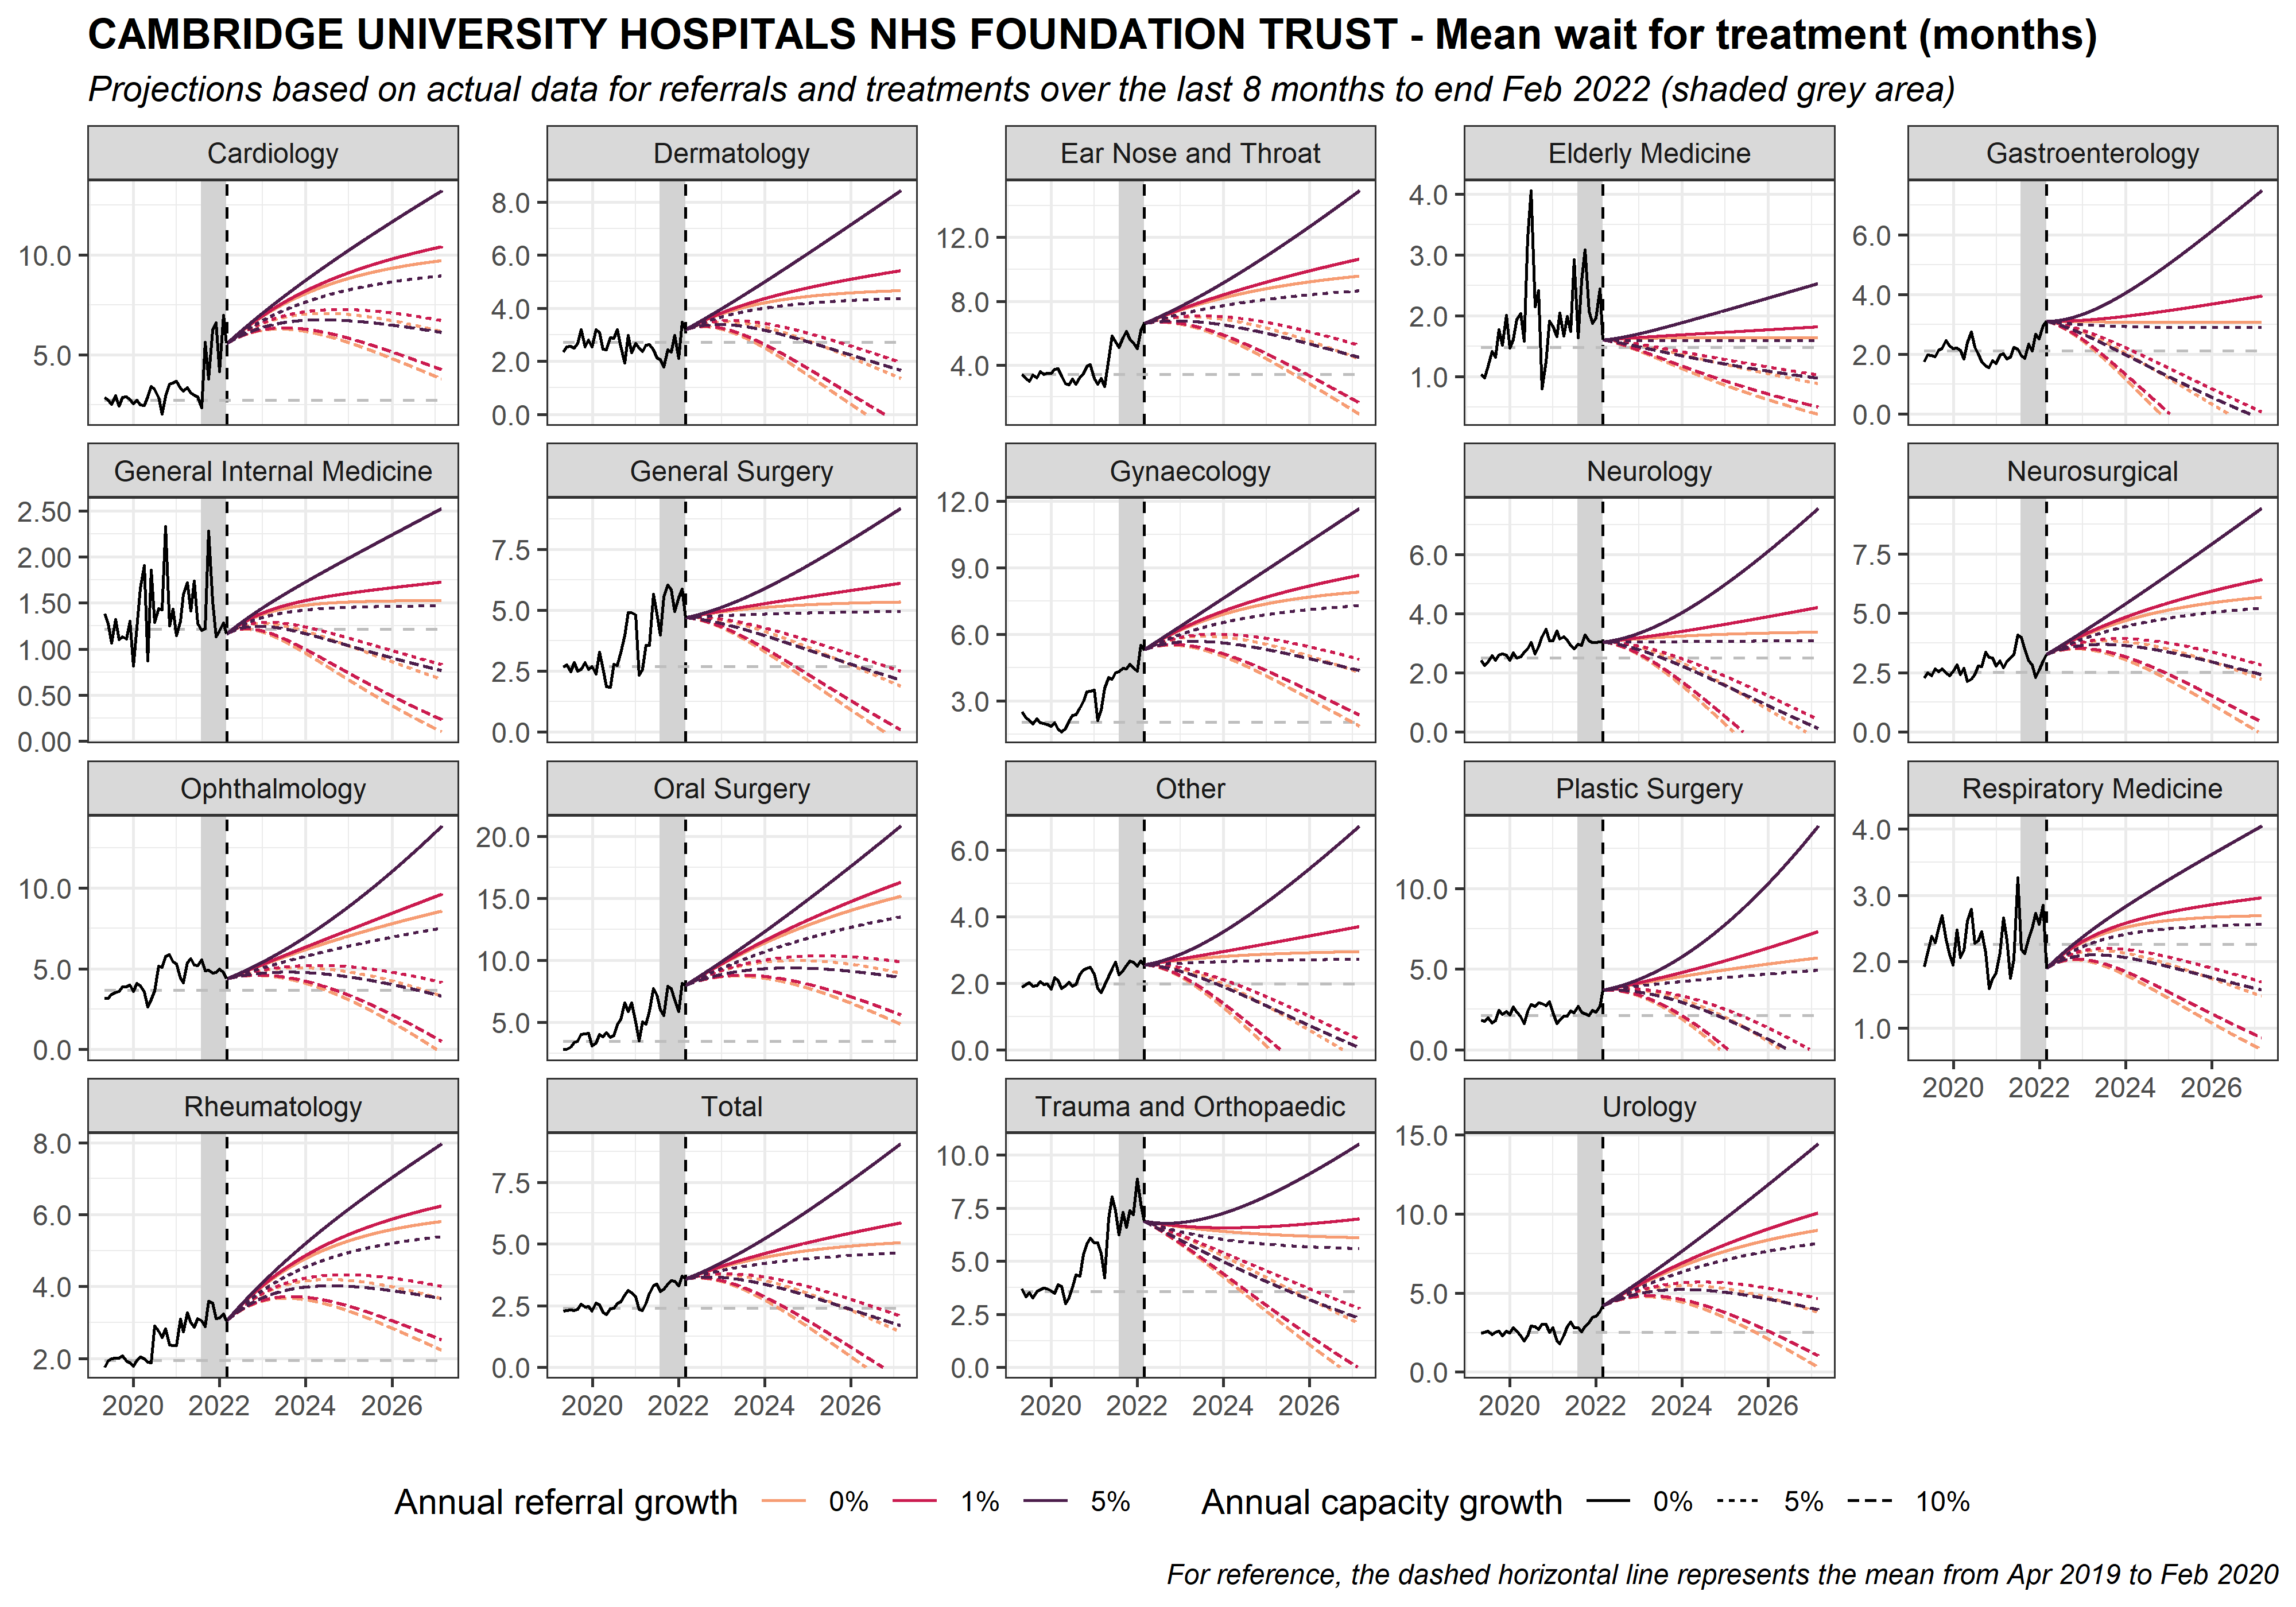 CAMBRIDGE UNIVERSITY HOSPITALS NHS FOUNDATION TRUST - Mean wait for treatment (months)
Projections based on actual data for referrals and treatments over the last 8 months to end Feb 2022 (shaded grey area)
Cardiology
10.0
5.0
Dermatology
8.0
6.0
4.0
2.0
0.0
Ear Nose and Throat
12.0
8.0
4.0
Elderly Medicine
4.0
3.0
2.0
1.0
Gastroenterology
6.0
4.0
2.0
0.0
General Internal Medicine
2.50
2.00
1.50
1.00
0.50
0.00
General Surgery
7.5
5.0
2.5
0.0
Gynaecology
12.0
9.0
6.0
3.0
Neurology
6.0
4.0
2.0
0.0
Neurosurgical
7.5
5.0
2.5
0.0
Ophthalmology
10.0
5.0
0.0
Oral Surgery
20.0
15.0
10.0
5.0
Other
6.0
4.0
2.0
0.0
Plastic Surgery
10.0
5.0
0.0
Respiratory Medicine
4.0
3.0
2.0
1.0
2020 2022 2024 2026
Rheumatology
8.0
6.0
4.0
2.0
2020 2022 2024 2026
Total
7.5
5.0
2.5
0.0
2020 2022 2024 2026
Trauma and Orthopaedic
10.0
7.5
5.0
2.5
0.0
2020 2022 2024 2026
Urology
15.0
10.0
5.0
0.0
2020 2022 2024 2026
Annual referral growth 0% 1% 5% Annual capacity growth 0% 5% 10%
For reference, the dashed horizontal line represents the mean from Apr 2019 to Feb 2020